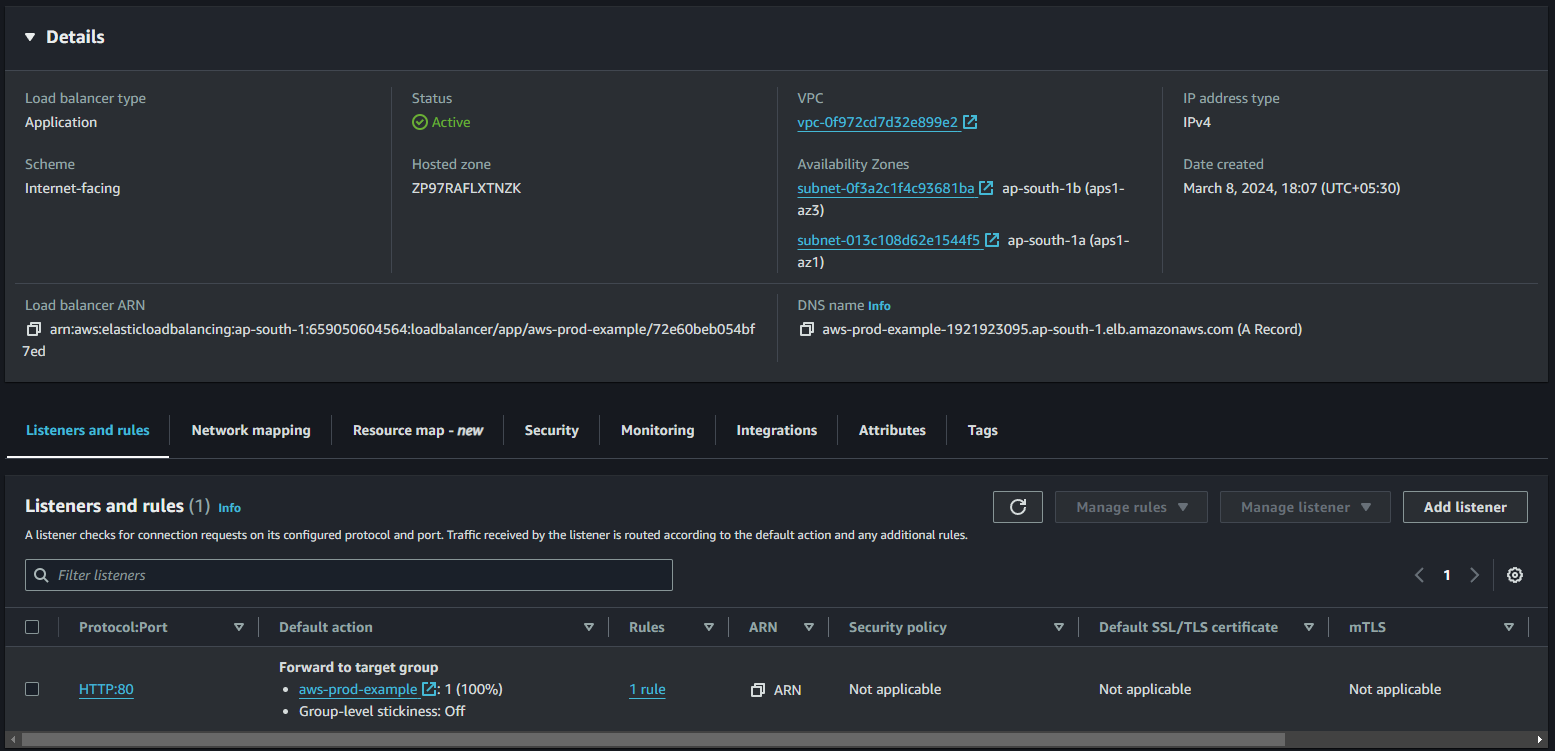 Details
Load balancer type
Application
Status
Active
VPC
vpc-0f972cd7d32e899e2
IP address type
IPv4
Scheme
Internet-facing
Hosted zone
ZP97RAFLXTNZK
Availability Zones
subnet-0f3a2c1f4c93681ba ap-south-1b (aps1-
az3)
subnet-013c108d62e1544f5 ap-south-1a (aps1-
az1)
Date created
March 8, 2024, 18:07 (UTC+05:30)
Load balancer ARN
arn:aws:elasticloadbalancing:ap-south-1:659050604564:loadbalancer/app/aws-prod-example/72e60beb054bf
7ed
DNS name Info
aws-prod-example-1921923095.ap-south-1.elb.amazonaws.com (A Record)
Listeners and rules Network mapping Resource map - new Security Monitoring Integrations Attributes Tags
Listeners and rules (1) Info
Manage rules Manage listener Add listener
A listener checks for connection requests on its configured protocol and port. Traffic received by the listener is routed according to the default action and any additional rules.
Filter listeners
1
Protocol:Port Default action Rules ARN Security policy Default SSL/TLS certificate mTLS
HTTP:80
Forward to target group
• aws-prod-example : 1 (100%)
• Group-level stickiness: Off
1 rule
ARN
Not applicable
Not applicable
Not applicable